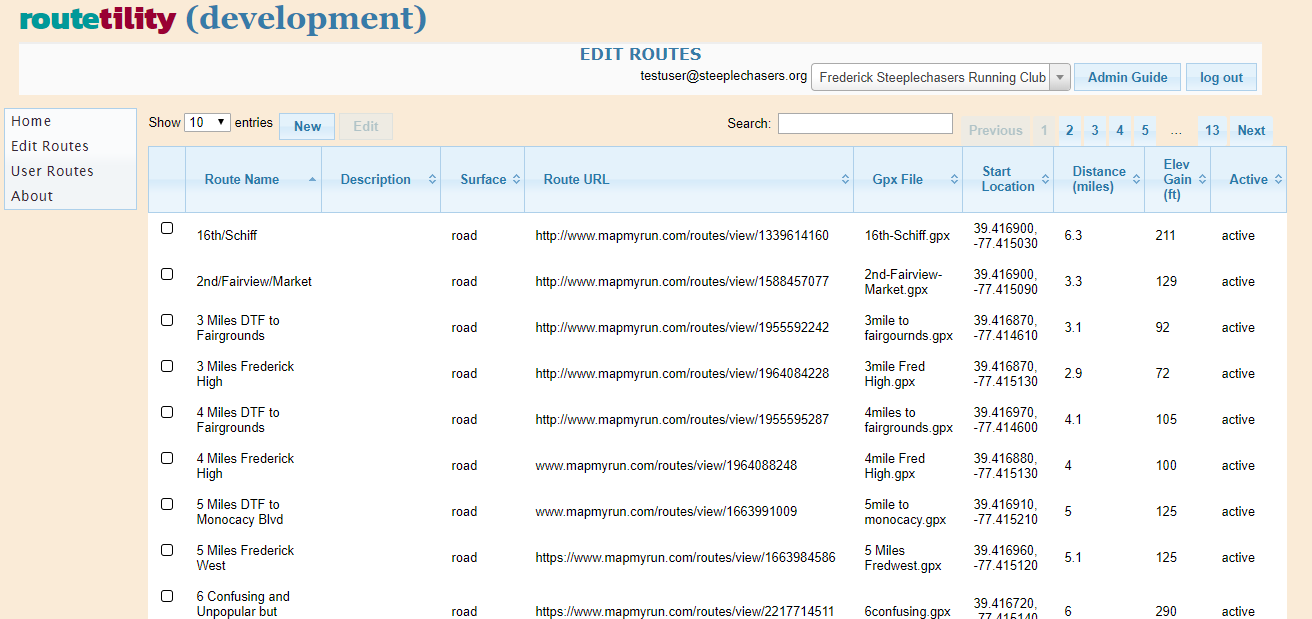 routetility (development)
EDIT ROUTES
testuser@steeplechasers.org Frederick Steeplechasers Running Club Admin Guide log out
Home
Edit Routes
User Routes
About
Show 10 entries New Edit Search: Previous 1 2 3 4 5 ... 13 Next
Route Name Description Surface Route URL Gpx File Start Location Distance (miles) Elev Gain (ft) Active
16th/Schiff road http://www.mapmyrun.com/routes/view/1339614160 16th-Schiff.gpx 39.416900, -77.415030 6.3 211 active
2nd/Fairview/Market road http://www.mapmyrun.com/routes/view/1588457077 2nd-Fairview-Market.gpx 39.416900, -77.415090 3.3 129 active
3 Miles DTF to Fairgrounds road http://www.mapmyrun.com/routes/view/1955592242 3mile to fairgournds.gpx 39.416870, -77.414610 3.1 92 active
3 Miles Frederick High road http://www.mapmyrun.com/routes/view/1964084228 3mile Fred High.gpx 39.416870, -77.415130 2.9 72 active
4 Miles DTF to Fairgrounds road http://www.mapmyrun.com/routes/view/1955595287 4miles to fairgrounds.gpx 39.416970, -77.414600 4.1 105 active
4 Miles Frederick High road www.mapmyrun.com/routes/view/1964088248 4mile Fred High.gpx 39.416880, -77.415130 4 100 active
5 Miles DTF to Monocacy Blvd road www.mapmyrun.com/routes/view/1663991009 5mile to monocacy.gpx 39.416910, -77.415210 5 125 active
5 Miles Frederick West road https://www.mapmyrun.com/routes/view/1663984586 5 Miles Fredwest.gpx 39.416960, -77.415120 5.1 125 active
6 Confusing and Unpopular but road https://www.mapmyrun.com/routes/view/2217714511 6confusing.gpx 39.416720, 6 290 active